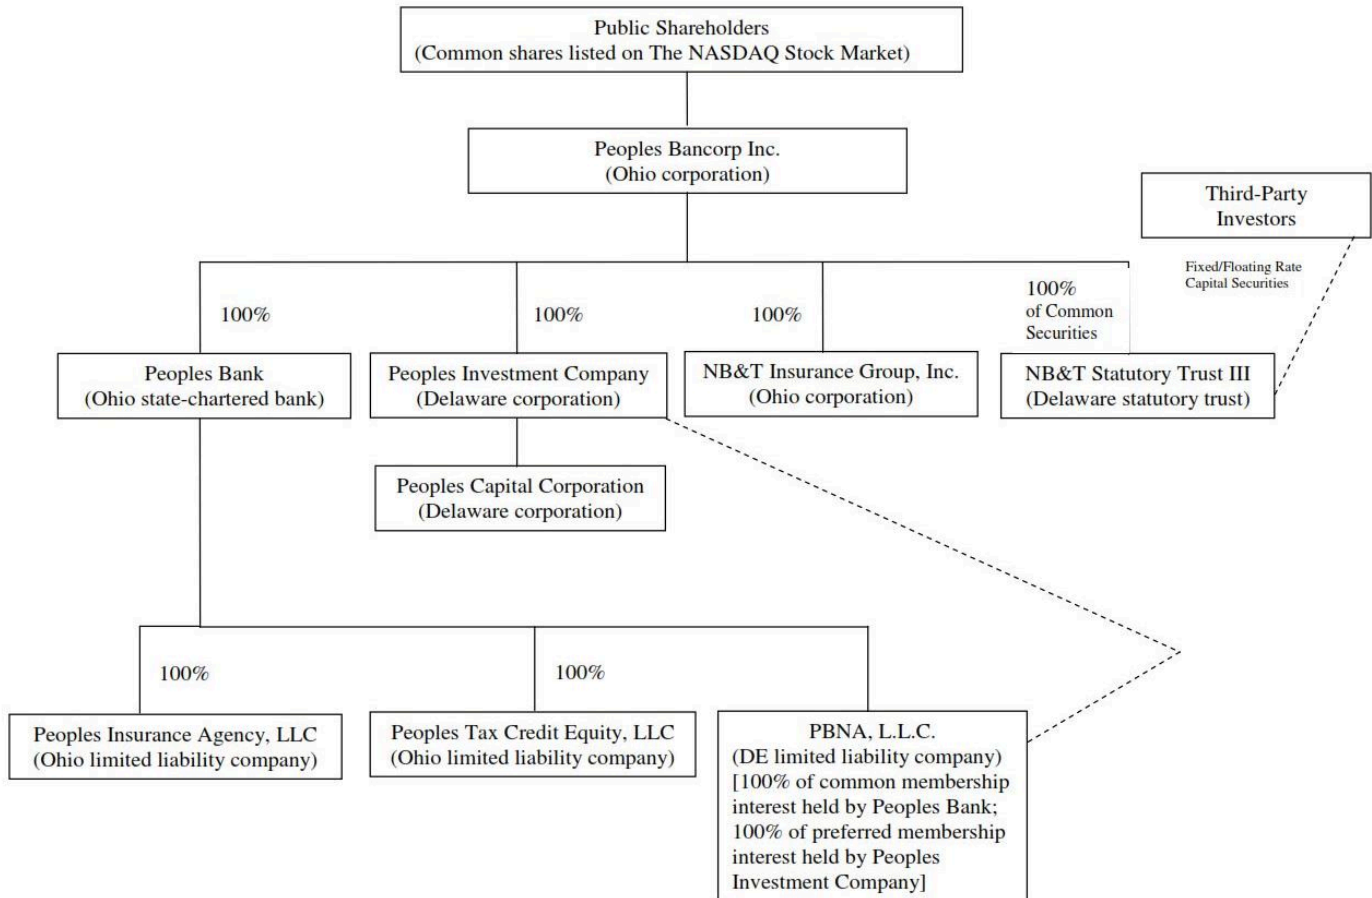 Public Shareholders
(Common shares listed on The NASDAQ Stock Market)
Peoples Bancorp Inc.
(Ohio corporation)
Third-Party
Investors
Fixed/Floating Rate
Capital Securities
100%
100%
100%
100%
of Common
Securities
Peoples Bank
(Ohio state-chartered bank)
Peoples Investment Company
(Delaware corporation)
NB&T Insurance Group, Inc.
(Ohio corporation)
NB&T Statutory Trust III
(Delaware statutory trust)
Peoples Capital Corporation
(Delaware corporation)
100%
100%
Peoples Insurance Agency, LLC
(Ohio limited liability company)
Peoples Tax Credit Equity, LLC
(Ohio limited liability company)
PBNA, L.L.C.
(DE limited liability company)
[100% of common membership
interest held by Peoples Bank;
100% of preferred membership
interest held by Peoples
Investment Company]